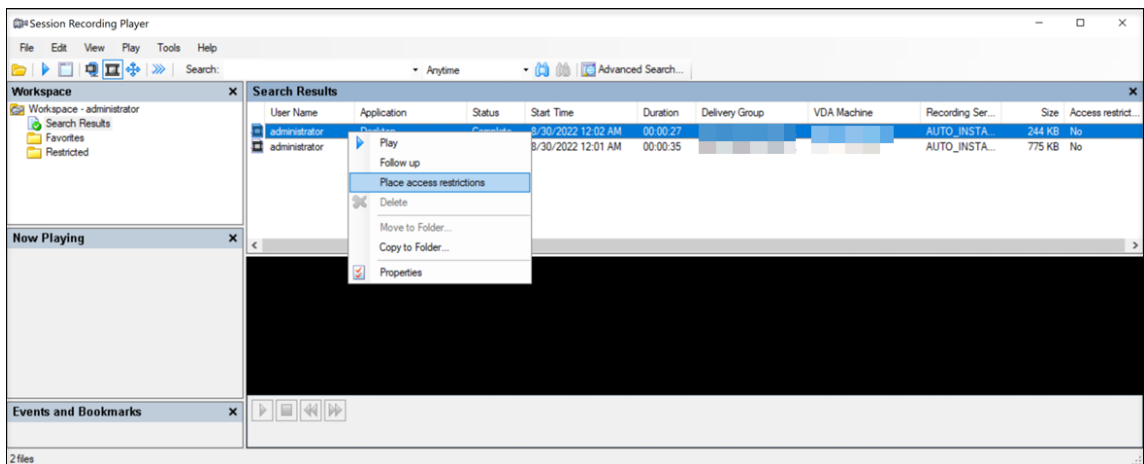 Session Recording Player
File Edit View Play Tools Help
Search: Anytime Advanced Search...
Workspace
Workspace - administrator
Search Results
Favorites
Restricted
Now Playing
Events and Bookmarks
Search Results
User Name Application Status Start Time Duration Delivery Group VDA Machine Recording Ser... Size Access restrict...
administrator Desktop Complete 8/30/2022 12:02 AM 00:00:27 AUTO_INSTA... 244 KB No
administrator 8/30/2022 12:01 AM 00:00:35 AUTO_INSTA... 775 KB No
Play
Follow up
Place access restrictions
Delete
Move to Folder...
Copy to Folder...
Properties
2 files